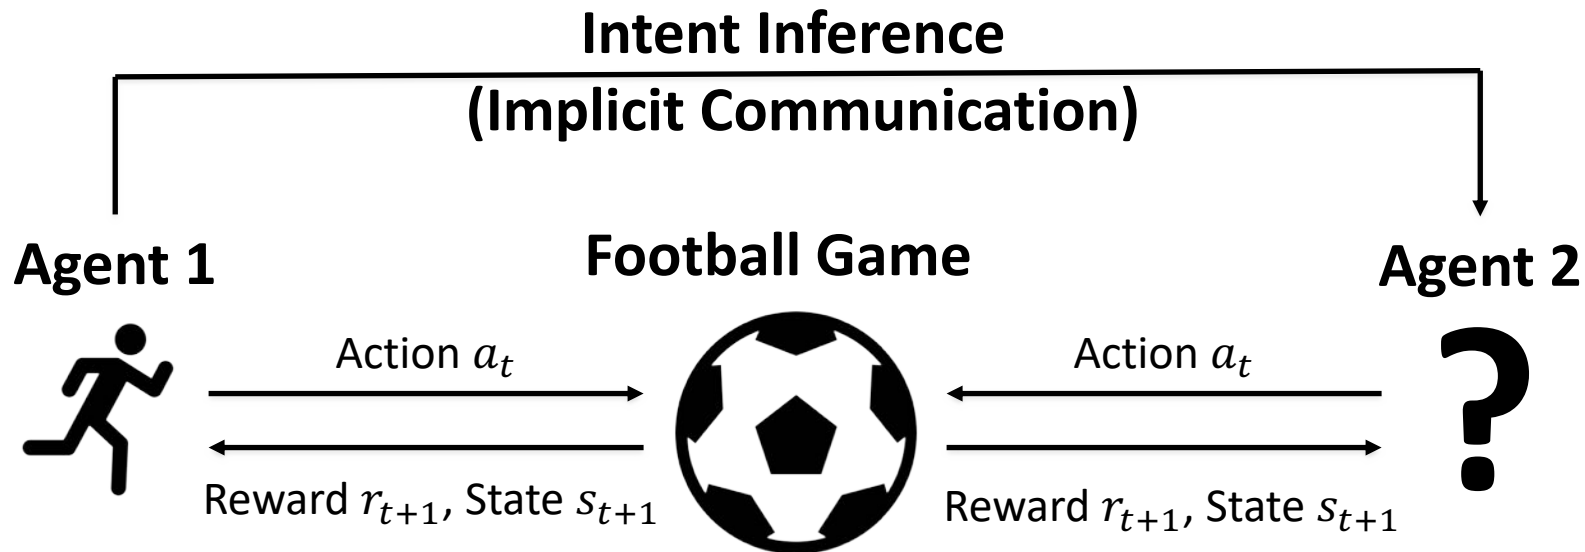 Intent Inference
(Implicit Communication)
Agent 1
Football Game
Agent 2
Action $a_t$
Action $a_t$
Reward $r_{t+1}$, State $s_{t+1}$
Reward $r_{t+1}$, State $s_{t+1}$
?